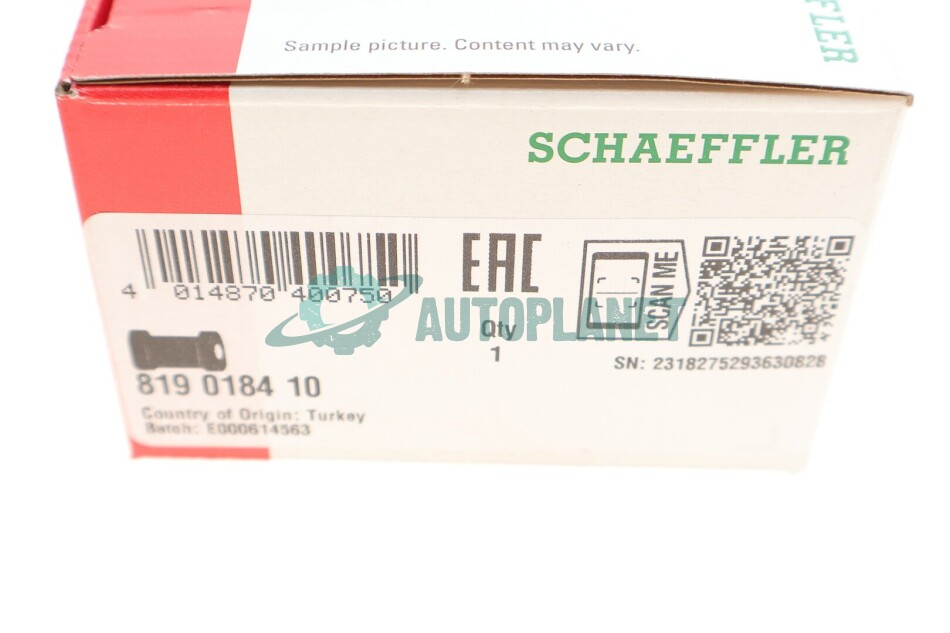 Sample picture. Content may vary.
FFLER
SCHAEFFLER
4 014870 400750
EAC
SCAN ME
AUTOPLANET
Qty
1
SN: 2318275293630828
819 0184 10
Country of Origin: Turkey
Batch: E000614563